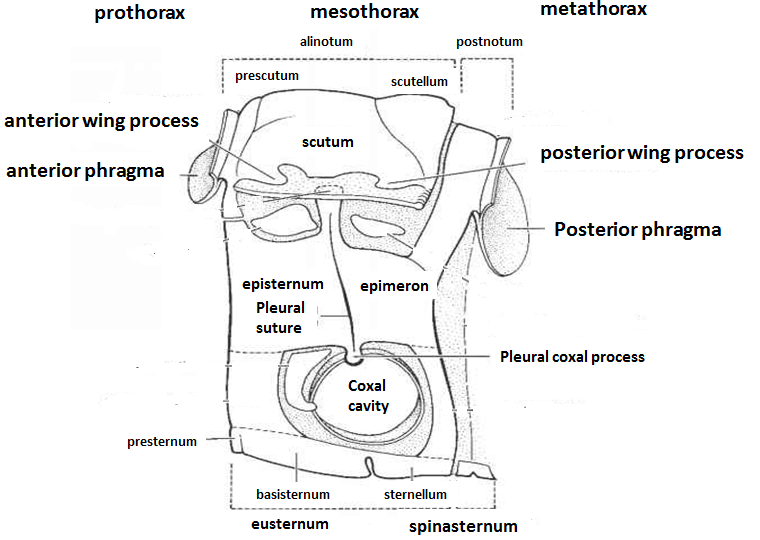 prothorax
mesothorax
metathorax
alinotum
postnotum
prescutum
scutellum
anterior wing process
scutum
posterior wing process
anterior phragma
Posterior phragma
episternum
epimeron
Pleural
suture
Pleural coxal process
Coxal
cavity
presternum
basisternum
sternellum
eusternum
spinasternum